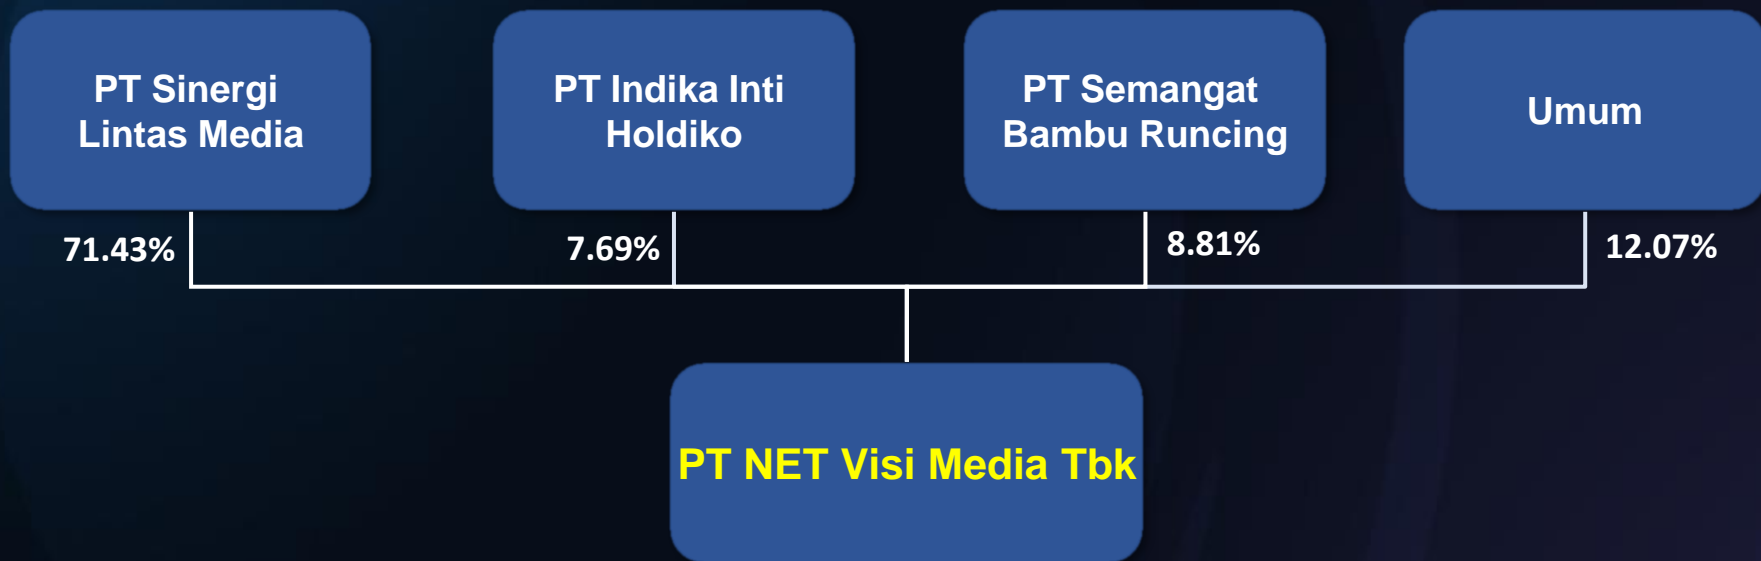 PT Sinergi
Lintas Media
PT Indika Inti
Holdiko
PT Semangat
Bambu Runcing
Umum
71.43%
7.69%
8.81%
12.07%
PT NET Visi Media Tbk